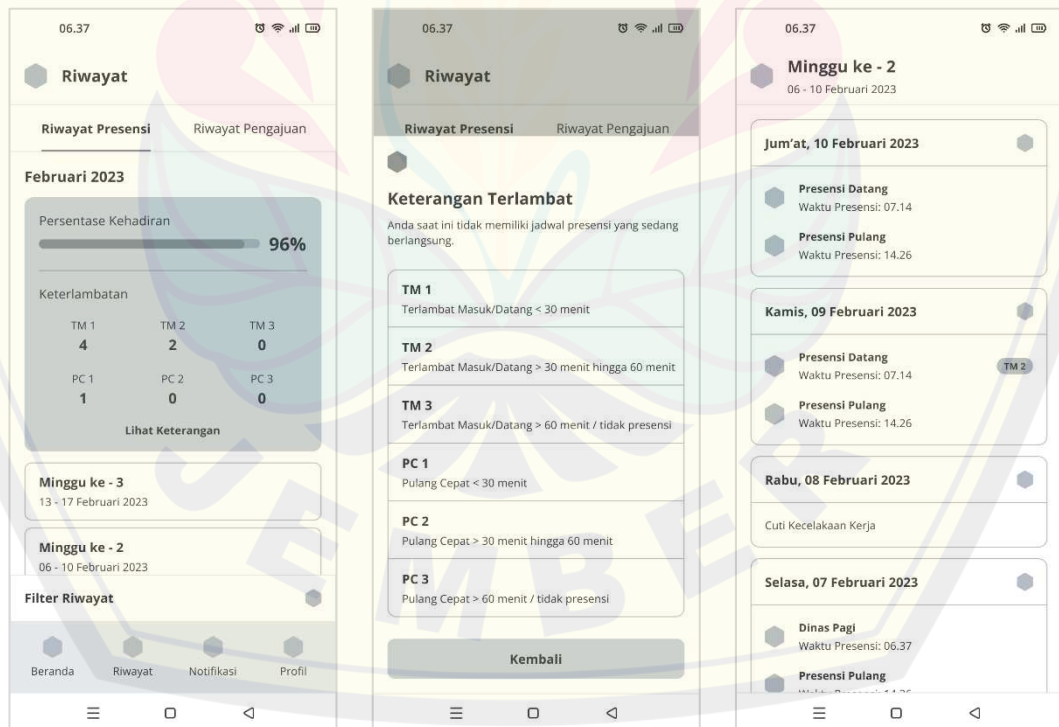 06.37
Riwayat
Riwayat Presensi
Riwayat Pengajuan
Februari 2023
Persentase Kehadiran
96%
Keterlambatan
TM 1
TM 2
TM 3
4
2
0
PC 1
PC 2
PC 3
1
0
0
Lihat Keterangan
Minggu ke - 3
13 - 17 Februari 2023
Minggu ke - 2
06 - 10 Februari 2023
Filter Riwayat
Beranda
Riwayat
Notifikasi
Profil
06.37
Riwayat
Riwayat Presensi
Riwayat Pengajuan
Keterangan Terlambat
Anda saat ini tidak memiliki jadwal presensi yang sedang
berlangsung.
TM 1
Terlambat Masuk/Datang < 30 menit
TM 2
Terlambat Masuk/Datang > 30 menit hingga 60 menit
TM 3
Terlambat Masuk/Datang > 60 menit / tidak presensi
PC 1
Pulang Cepat < 30 menit
PC 2
Pulang Cepat > 30 menit hingga 60 menit
PC 3
Pulang Cepat > 60 menit / tidak presensi
Kembali
06.37
Minggu ke - 2
06 - 10 Februari 2023
Jum'at, 10 Februari 2023
Presensi Datang
Waktu Presensi: 07.14
Presensi Pulang
Waktu Presensi: 14.26
Kamis, 09 Februari 2023
Presensi Datang
Waktu Presensi: 07.14
TM 2
Presensi Pulang
Waktu Presensi: 14.26
Rabu, 08 Februari 2023
Cuti Kecelakaan Kerja
Selasa, 07 Februari 2023
Dinas Pagi
Waktu Presensi: 06.37
Presensi Pulang
Waktu Presensi: 14.26
JEMBER